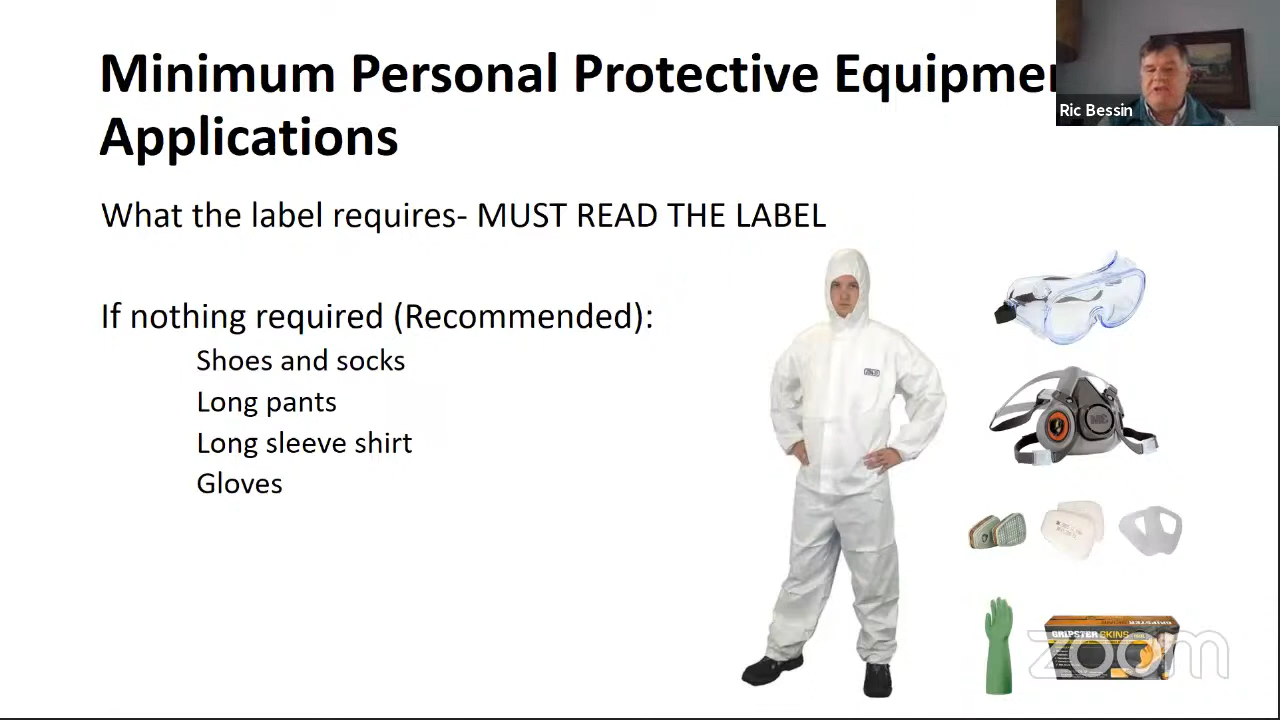 Minimum Personal Protective Equipmen
Applications
Ric Bessin
What the label requires- MUST READ THE LABEL
If nothing required (Recommended):
Shoes and socks
Long pants
Long sleeve shirt
Gloves
GRIPSTER SKINS
zoom